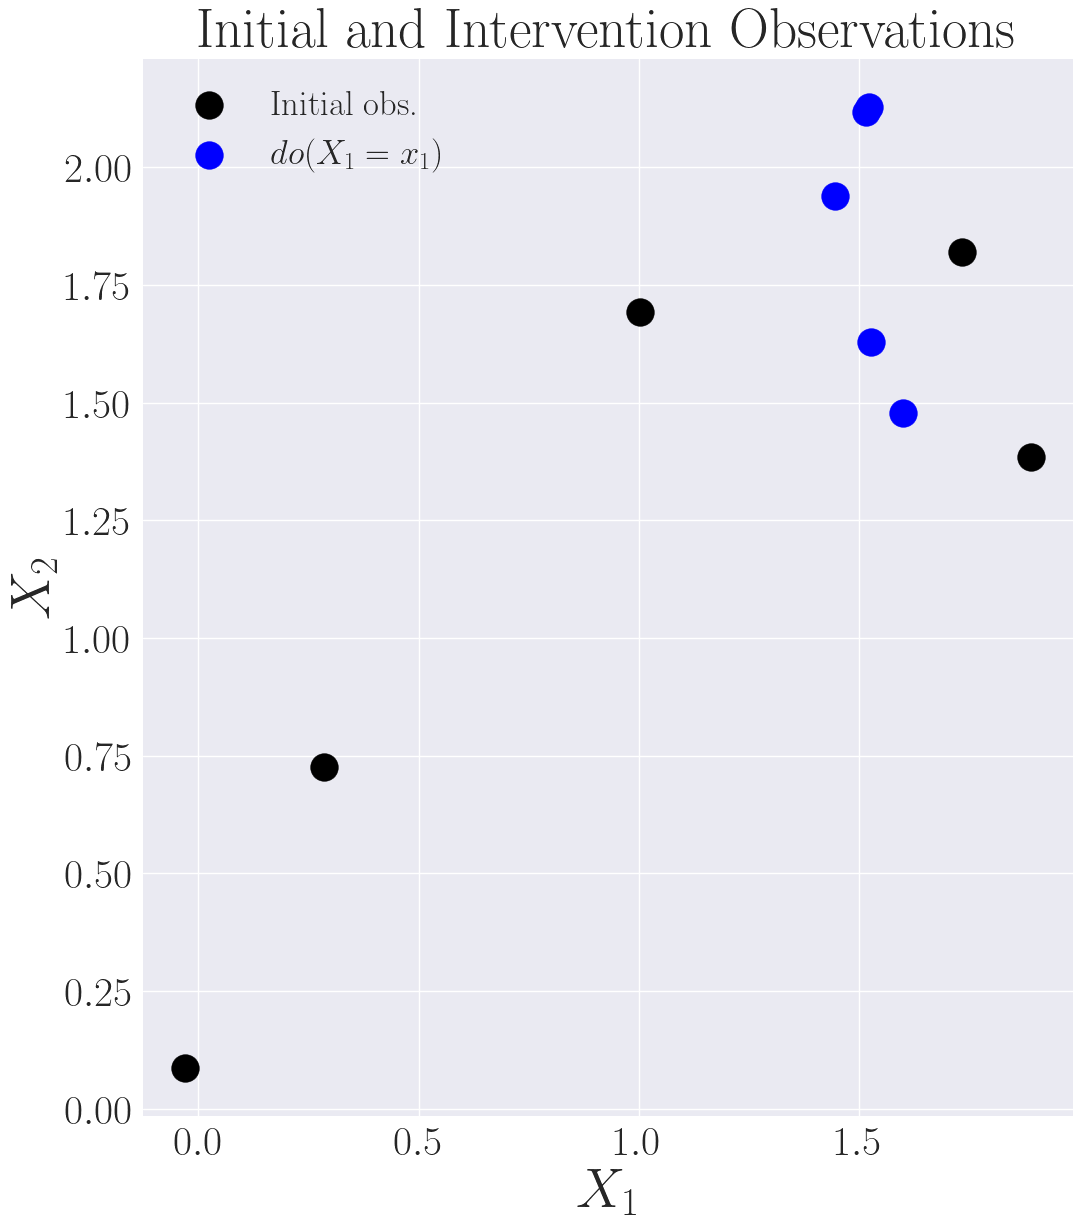 Initial and Intervention Observations
Initial obs.
do(X₁ = x₁)
2.00
1.75
1.50
1.25
1.00
0.75
0.50
0.25
0.00
X₂
0.0 0.5 1.0 1.5
X₁